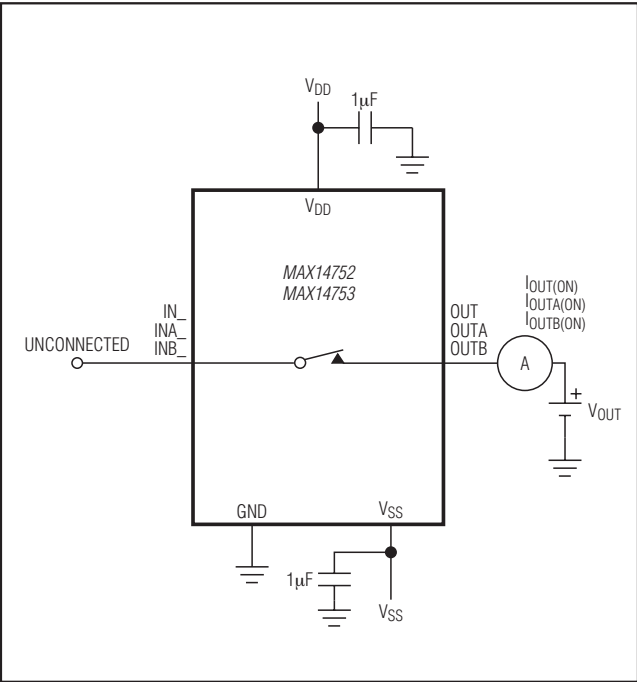 VDD
1µF
VDD
MAX14752
MAX14753
IN_
INA_
INB_
UNCONNECTED
OUT
OUTA
OUTB
IOUT(ON)
IOUTA(ON)
IOUTB(ON)
A
+
VOUT
GND
VSS
1µF
VSS